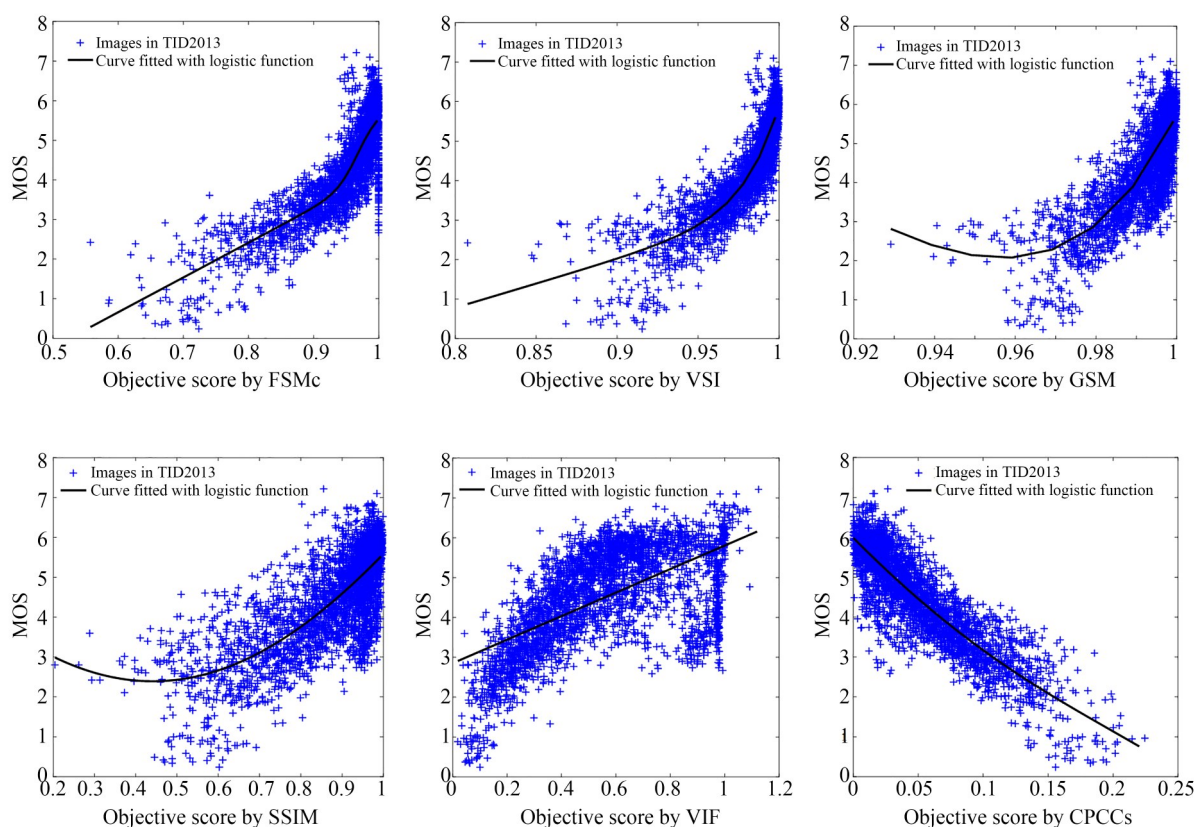 8
7
6
5
4
3
2
1
0
MOS
+ Images in TID2013
Curve fitted with logistic function
0.5 0.6 0.7 0.8 0.9 1
Objective score by FSMc
8
7
6
5
4
3
2
1
0
MOS
+ Images in TID2013
Curve fitted with logistic function
0.8 0.85 0.9 0.95 1
Objective score by VSI
8
7
6
5
4
3
2
1
0
MOS
+ Images in TID2013
Curve fitted with logistic function
0.92 0.94 0.96 0.98 1
Objective score by GSM
8
7
6
5
4
3
2
1
0
MOS
+ Images in TID2013
Curve fitted with logistic function
0.2 0.3 0.4 0.5 0.6 0.7 0.8 0.9 1
Objective score by SSIM
8
7
6
5
4
3
2
1
0
MOS
+ Images in TID2013
Curve fitted with logistic function
0 0.2 0.4 0.6 0.8 1 1.2
Objective score by VIF
8
7
6
5
4
3
2
1
0
MOS
+ Images in TID2013
Curve fitted with logistic function
0 0.05 0.1 0.15 0.20 0.25
Objective score by CPCCs